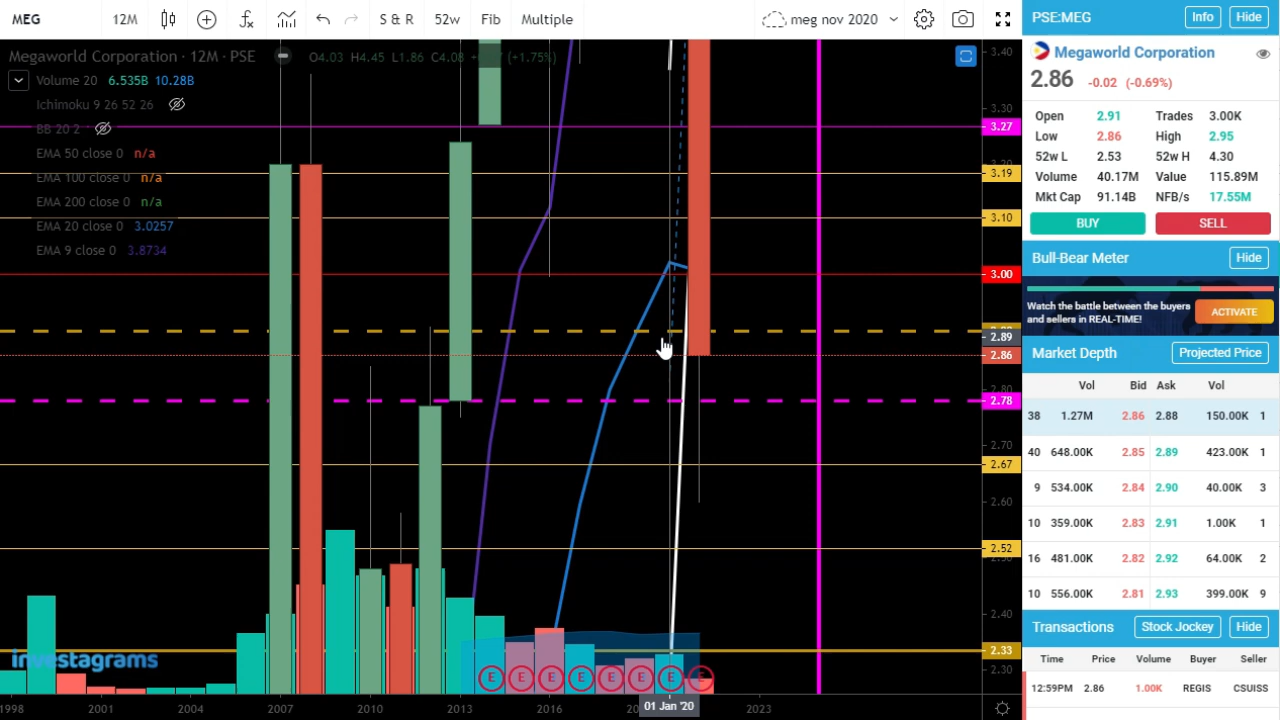 MEG 12M S & R 52w Fib Multiple meg nov 2020
Megaworld Corporation · 12M · PSE O4.03 H4.45 L1.86 C4.08 (+1.75%)
Volume 20 6.535B 10.28B
Ichimoku 9 26 52 26
BB 20 2
EMA 50 close 0 n/a
EMA 100 close 0 n/a
EMA 200 close 0 n/a
EMA 20 close 0 3.0257
EMA 9 close 0 3.8734
3.40
3.30
3.27
3.19
3.10
3.00
2.89
2.86
2.80
2.78
2.70
2.67
2.60
2.52
2.40
2.33
2.30
investagrams
E E E E E E E E
1998 2001 2004 2007 2010 2013 2016 01 Jan '20 2023
PSE:MEG Info Hide
Megaworld Corporation
2.86 -0.02 (-0.69%)
Open 2.91 Trades 3.00K
Low 2.86 High 2.95
52w L 2.53 52w H 4.30
Volume 40.17M Value 115.89M
Mkt Cap 91.14B NFB/s 17.55M
BUY SELL
Bull-Bear Meter Hide
Watch the battle between the buyers
and sellers in REAL-TIME!
ACTIVATE
Market Depth Projected Price
Vol Bid Ask Vol
38 1.27M 2.86 2.88 150.00K 1
40 648.00K 2.85 2.89 423.00K 1
9 534.00K 2.84 2.90 40.00K 3
10 359.00K 2.83 2.91 1.00K 1
16 481.00K 2.82 2.92 64.00K 2
10 556.00K 2.81 2.93 399.00K 9
Transactions Stock Jockey Hide
Time Price Volume Buyer Seller
12:59PM 2.86 1.00K REGIS CSUISS